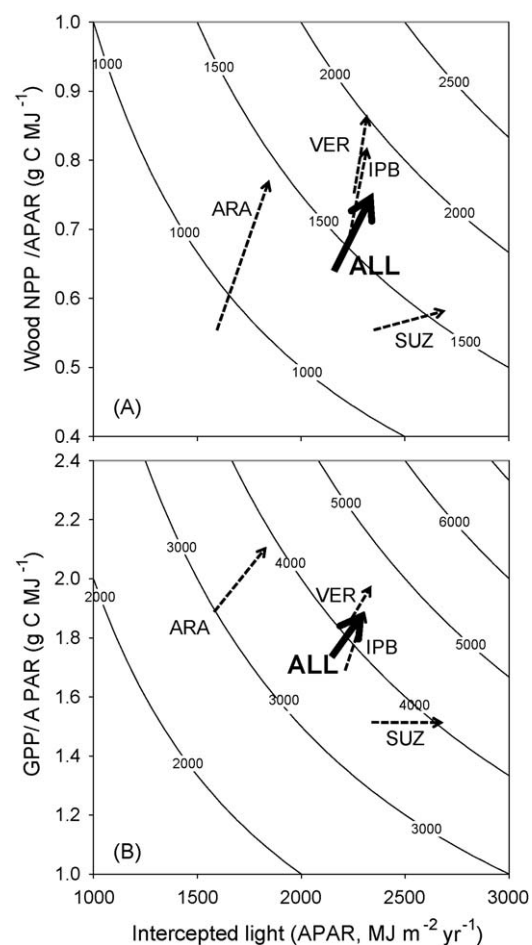 1.0
0.9
0.8
0.7
0.6
0.5
0.4
Wood NPP /APAR (g C MJ⁻¹)
1000
1500
2000
2500
VER
IPB
ARA
1000
1500
2000
ALL
SUZ
1500
1000
(A)
2.4
2.2
2.0
1.8
1.6
1.4
1.2
1.0
GPP/A PAR (g C MJ⁻¹)
5000
6000
3000
4000
2000
VER
ARA
5000
ALL
IPB
3000
4000
SUZ
2000
3000
(B)
1000 1500 2000 2500 3000
Intercepted light (APAR, MJ m⁻² yr⁻¹)